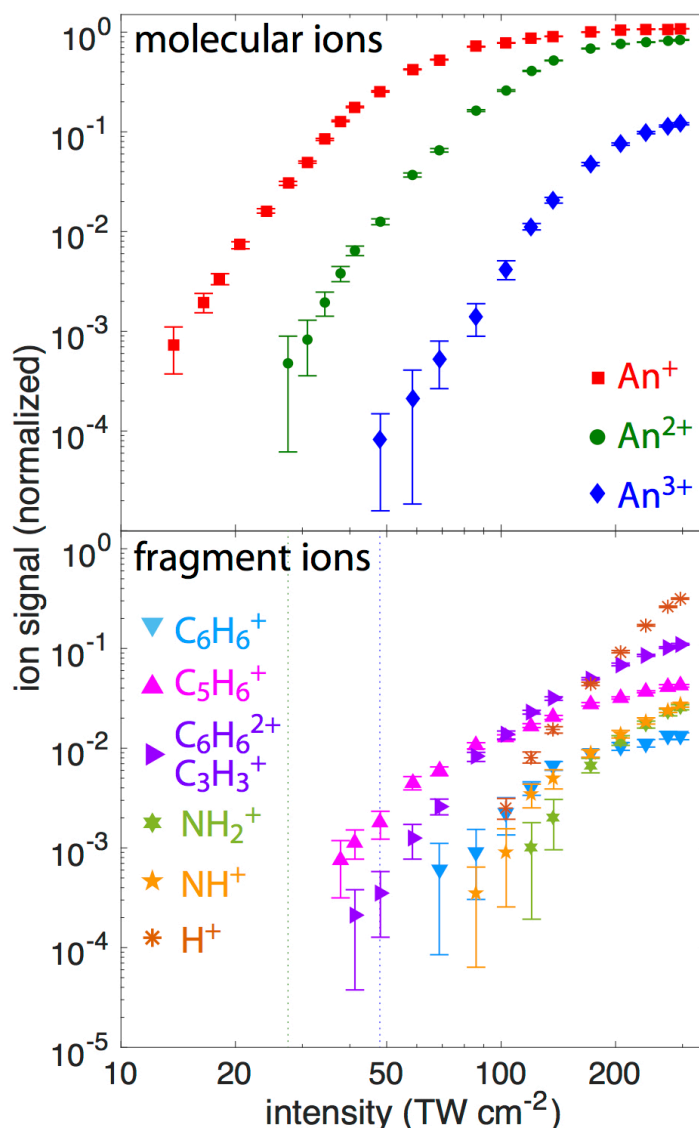 molecular ions
10⁰
10⁻¹
10⁻²
10⁻³
10⁻⁴
An⁺
An²⁺
An³⁺
ion signal (normalized)
fragment ions
10⁰
10⁻¹
10⁻²
10⁻³
10⁻⁴
10⁻⁵
C₆H₆⁺
C₅H₆⁺
C₆H₆²⁺
C₃H₃⁺
NH₂⁺
NH⁺
H⁺
10 20 50 100 200
intensity (TW cm⁻²)